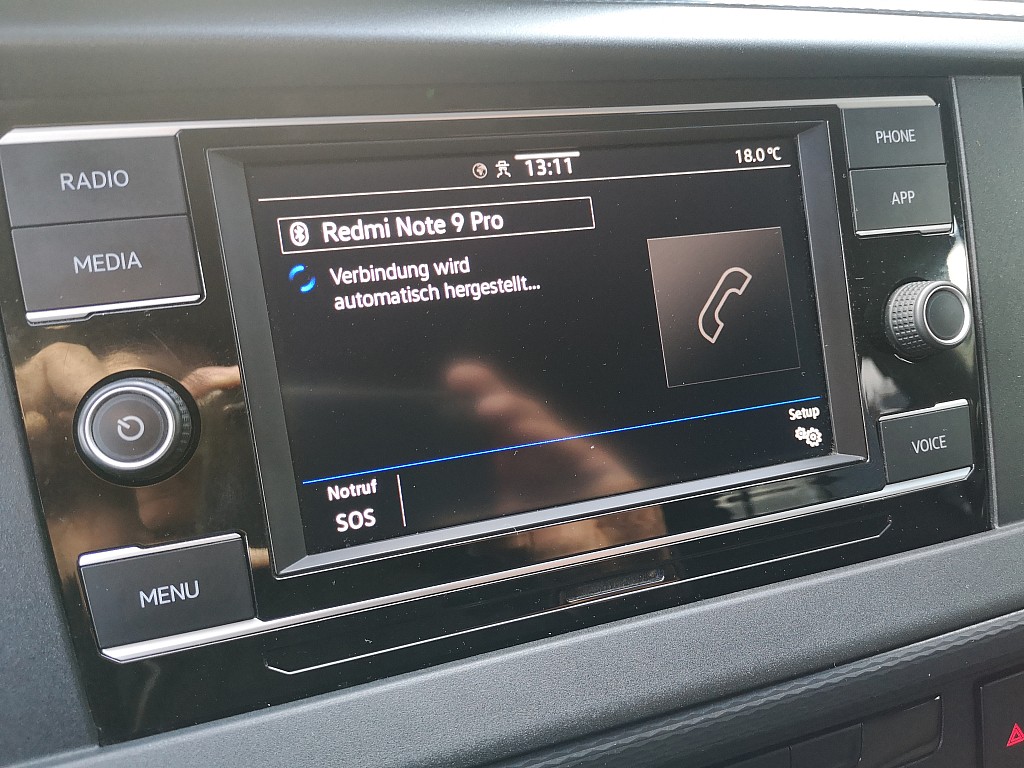 RADIO
MEDIA
MENU
13:11
18.0°C
Redmi Note 9 Pro
Verbindung wird
automatisch hergestellt...
Setup
Notruf
SOS
PHONE
APP
VOICE